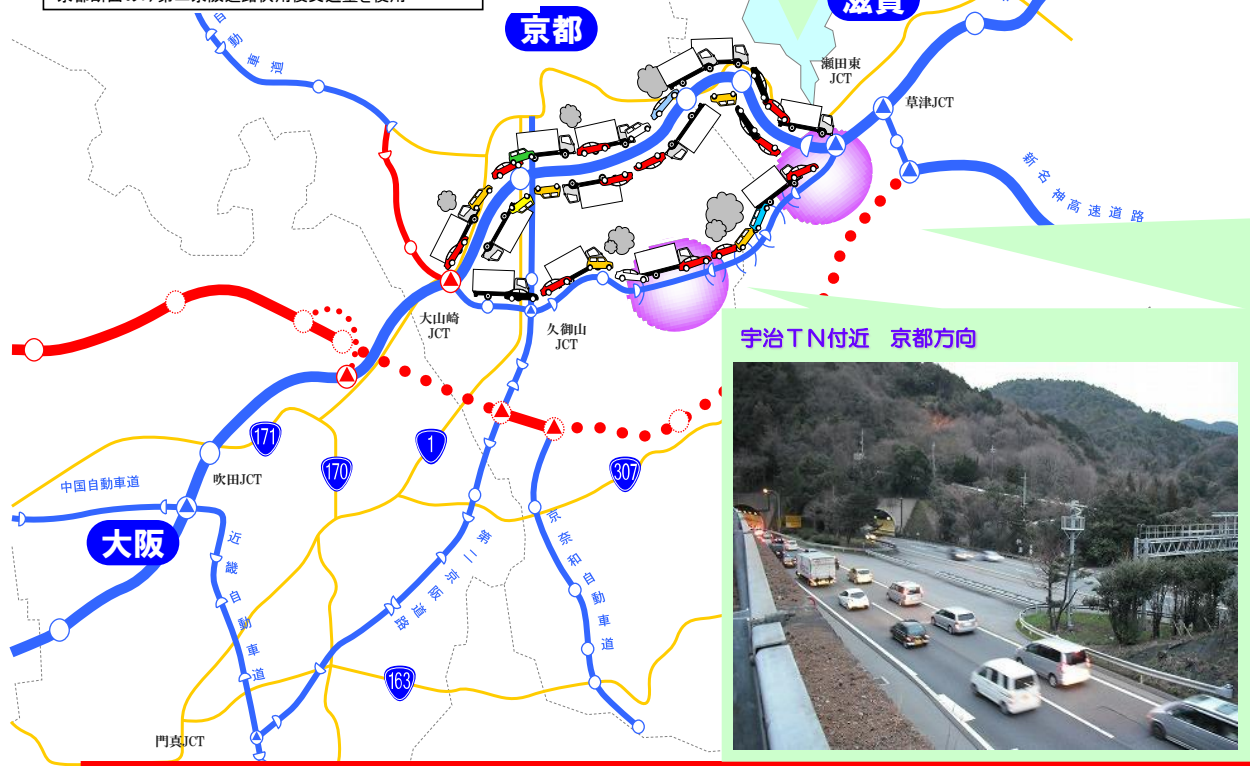 京都
滋賀
自動車道
瀬田東
JCT
草津JCT
新名神高速道路
大山崎
JCT
久御山
JCT
宇治TN付近　京都方向
171
170
1
307
吹田JCT
中国自動車道
大阪
近畿自動車道
第二京阪道路
京奈和自動車道
163
門真JCT